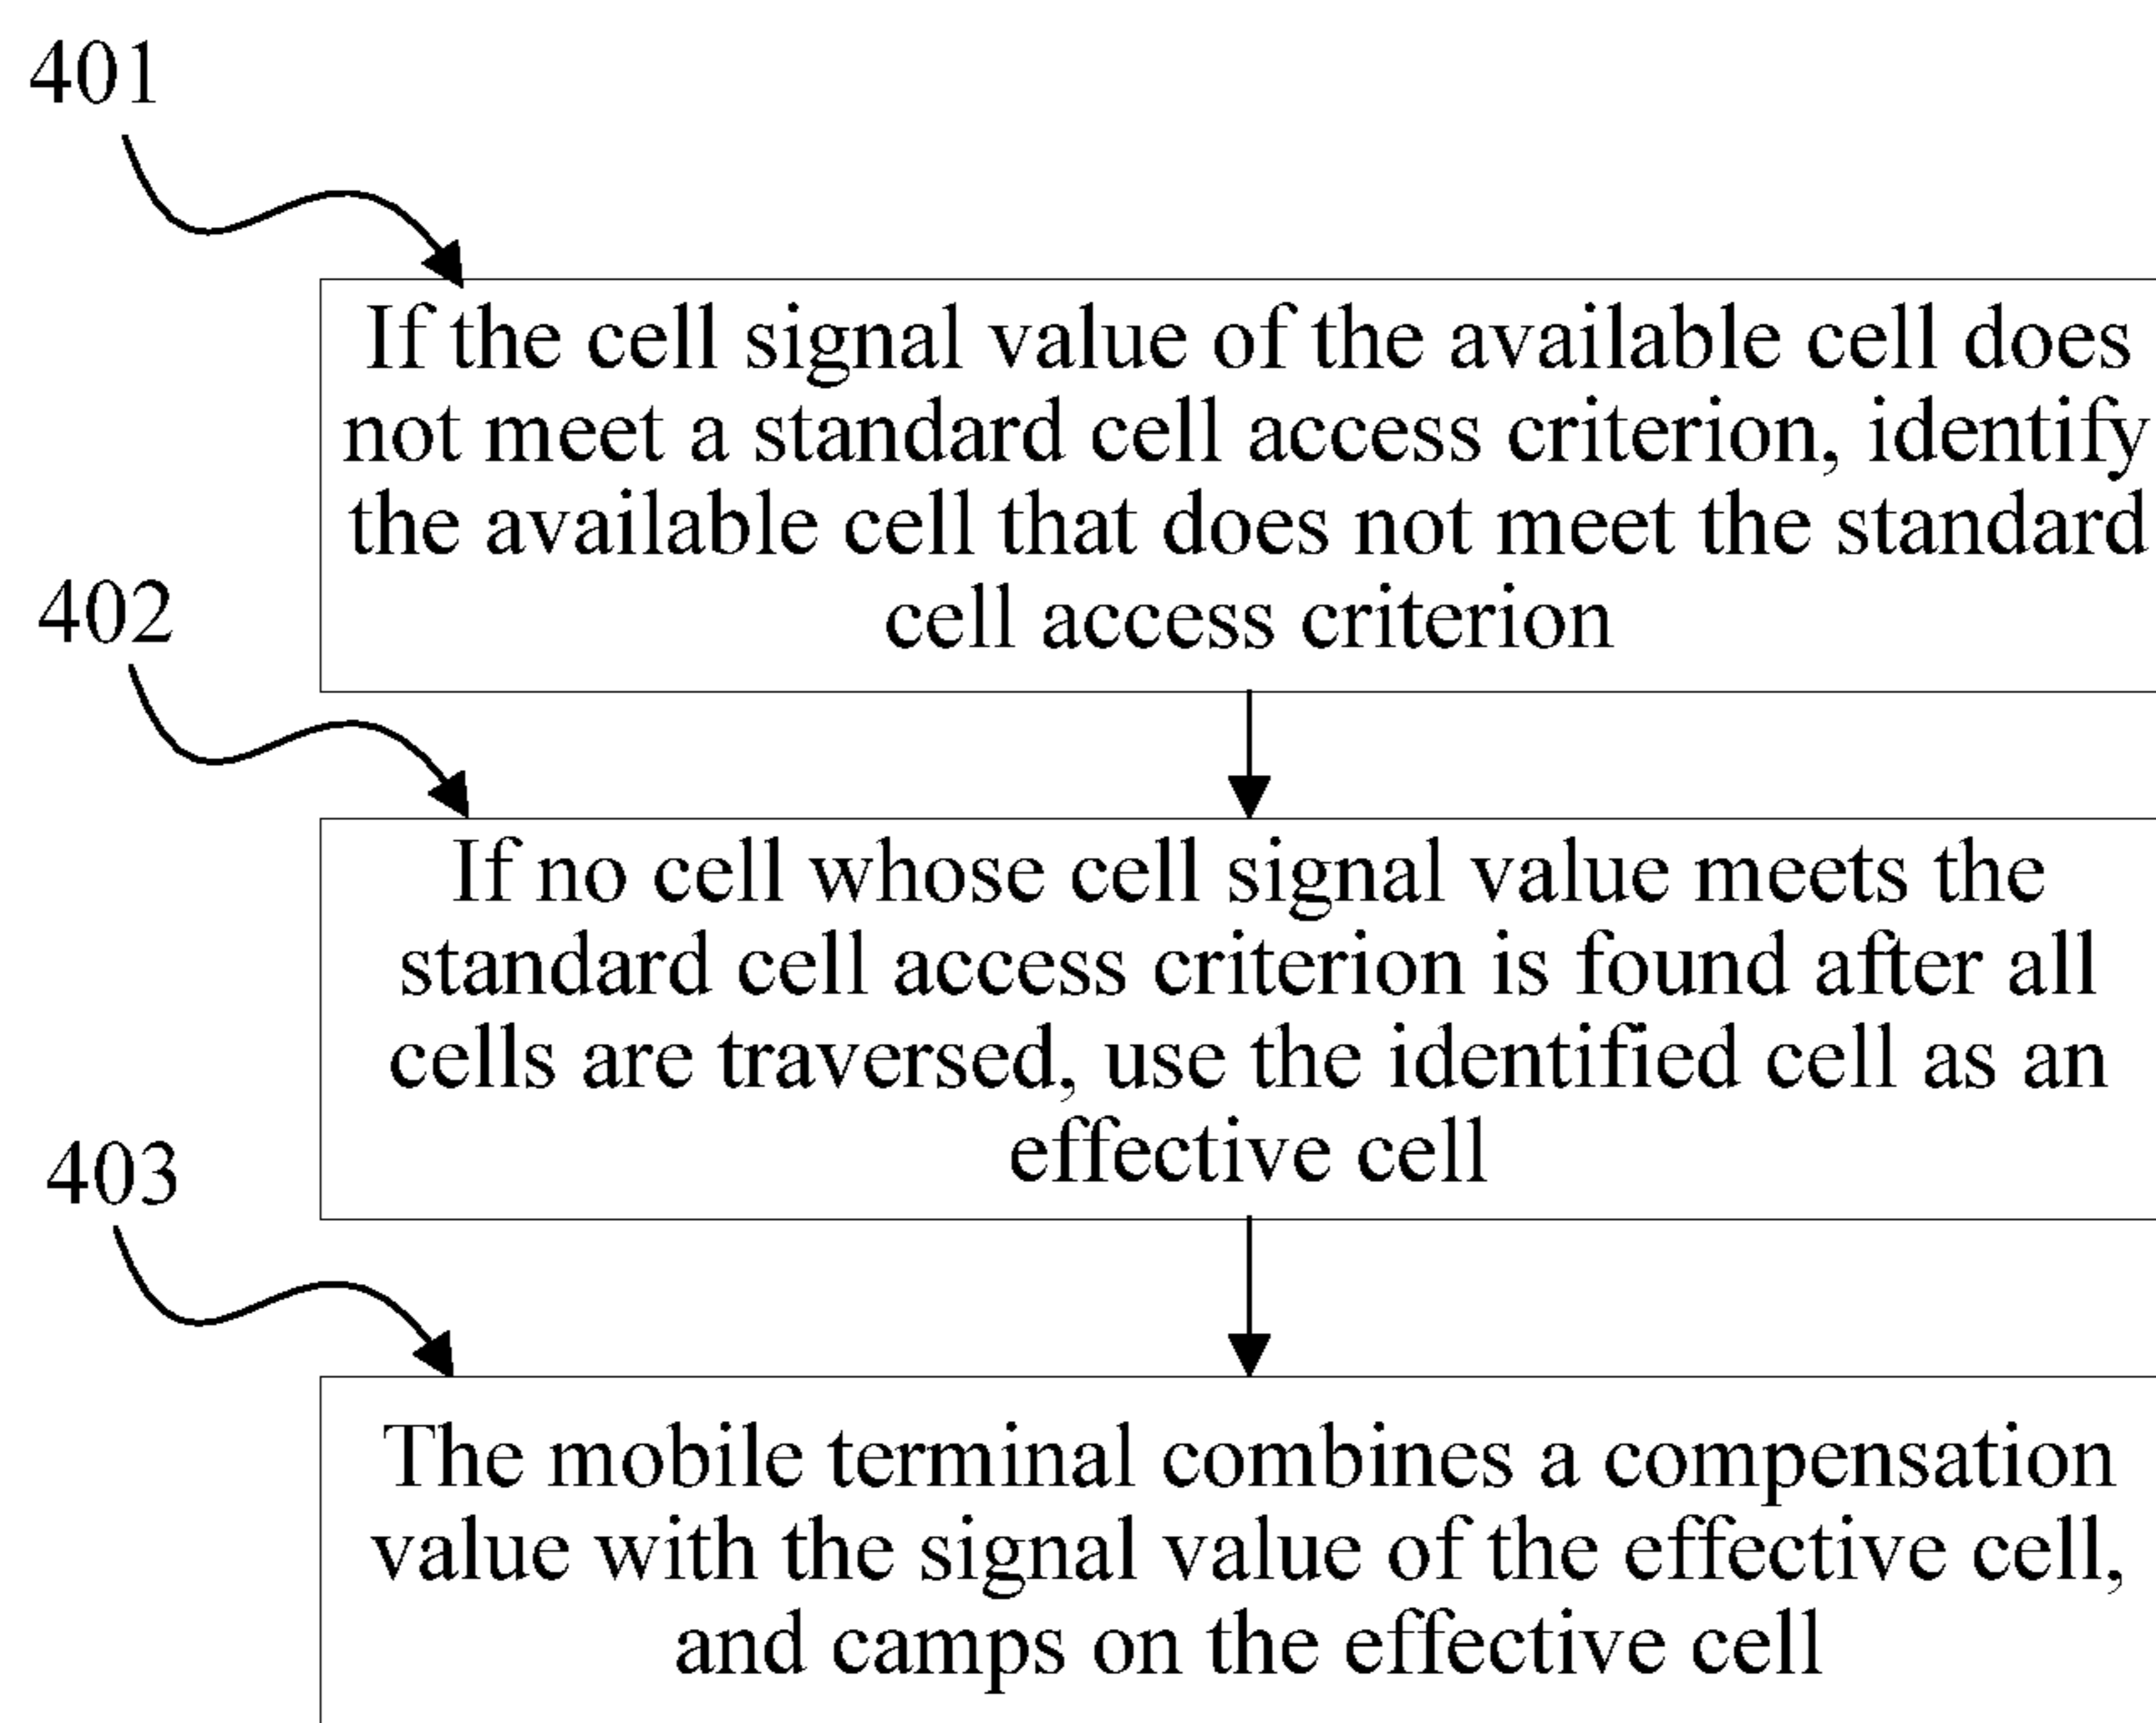 401
If the cell signal value of the available cell does
not meet a standard cell access criterion, identify
the available cell that does not meet the standard
cell access criterion
402
If no cell whose cell signal value meets the
standard cell access criterion is found after all
cells are traversed, use the identified cell as an
effective cell
403
The mobile terminal combines a compensation
value with the signal value of the effective cell,
and camps on the effective cell